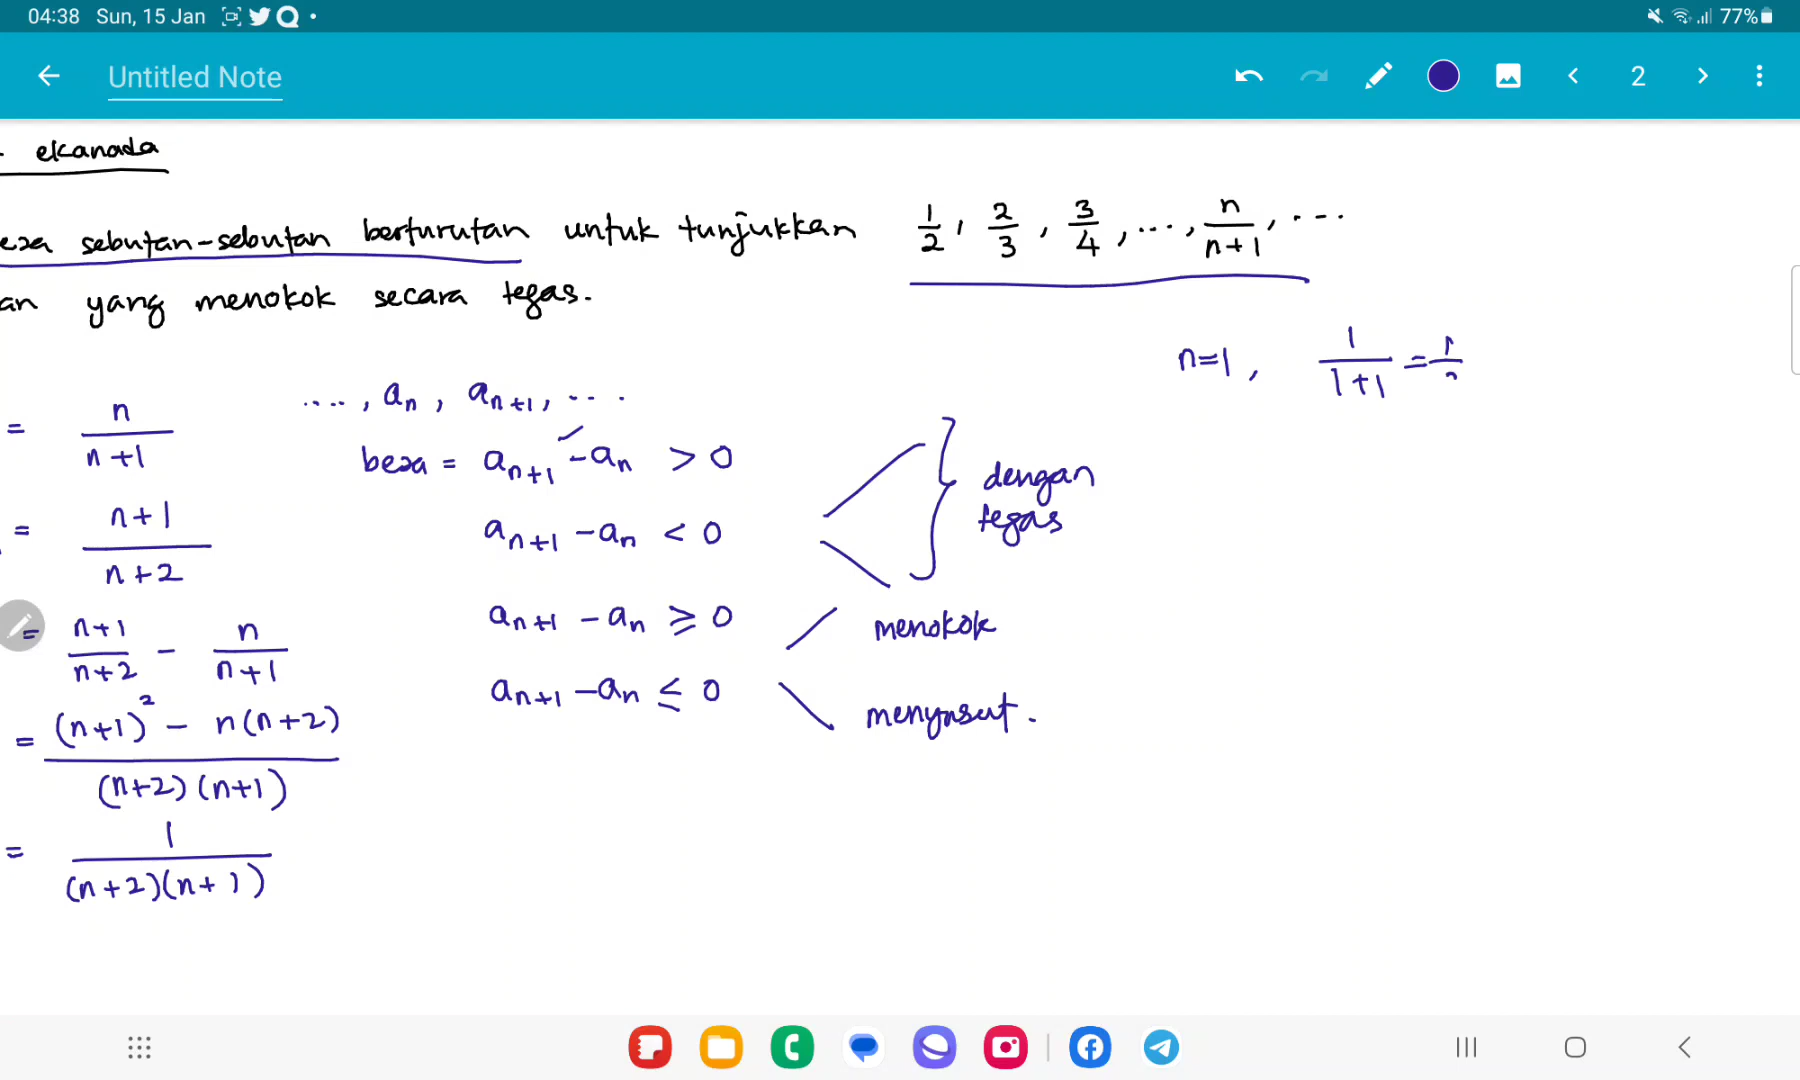 04:38 Sun, 15 Jan
77%
Untitled Note
2
ekanada
sebutan-sebutan berturutan untuk tunjukkan 1/2, 2/3, 3/4, ..., n/(n+1), ...
yang menokok secara tegas.
n=1, 1/(1+1) = 1/
= n/(n+1)
..., aₙ, aₙ₊₁, ...
beza = aₙ₊₁ - aₙ > 0
dengan tegas
= (n+1)/(n+2)
aₙ₊₁ - aₙ < 0
= (n+1)/(n+2) - n/(n+1)
aₙ₊₁ - aₙ ≥ 0
menokok
= ((n+1)² - n(n+2))/((n+2)(n+1))
aₙ₊₁ - aₙ ≤ 0
menyusut.
= 1/((n+2)(n+1))